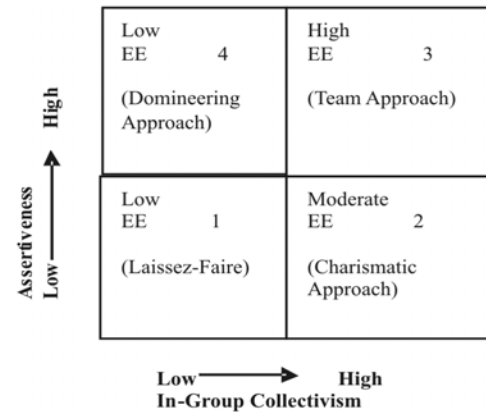 Low
EE 4
(Domineering
Approach)
High
EE 3
(Team Approach)
Low
EE 1
(Laissez-Faire)
Moderate
EE 2
(Charismatic
Approach)
Assertiveness
Low High
Low High
In-Group Collectivism